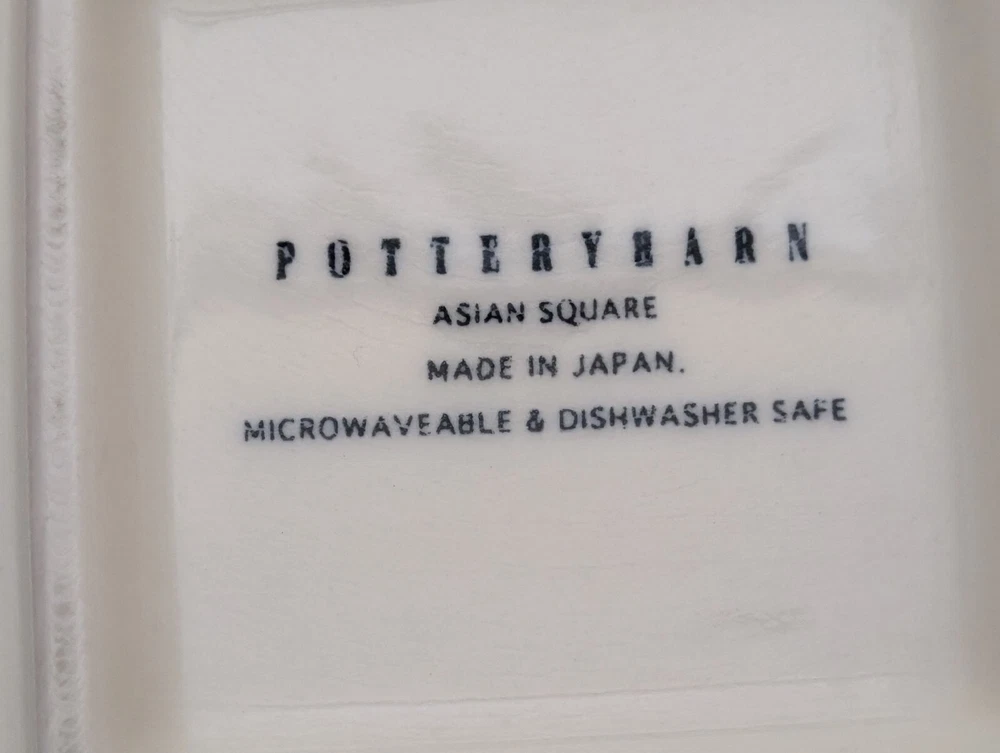 POTTERYBARN
ASIAN SQUARE
MADE IN JAPAN.
MICROWAVEABLE & DISHWASHER SAFE